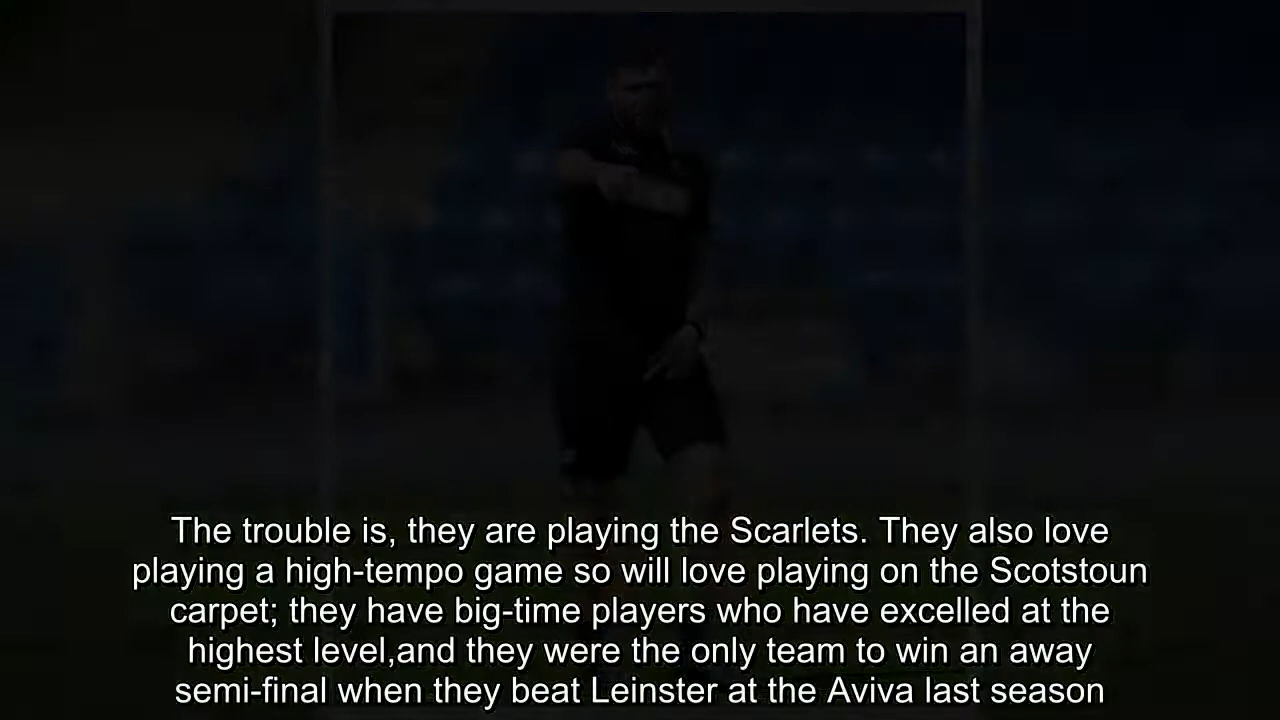 The trouble is, they are playing the Scarlets. They also love
playing a high-tempo game so will love playing on the Scotstoun
carpet; they have big-time players who have excelled at the
highest level,and they were the only team to win an away
semi-final when they beat Leinster at the Aviva last season